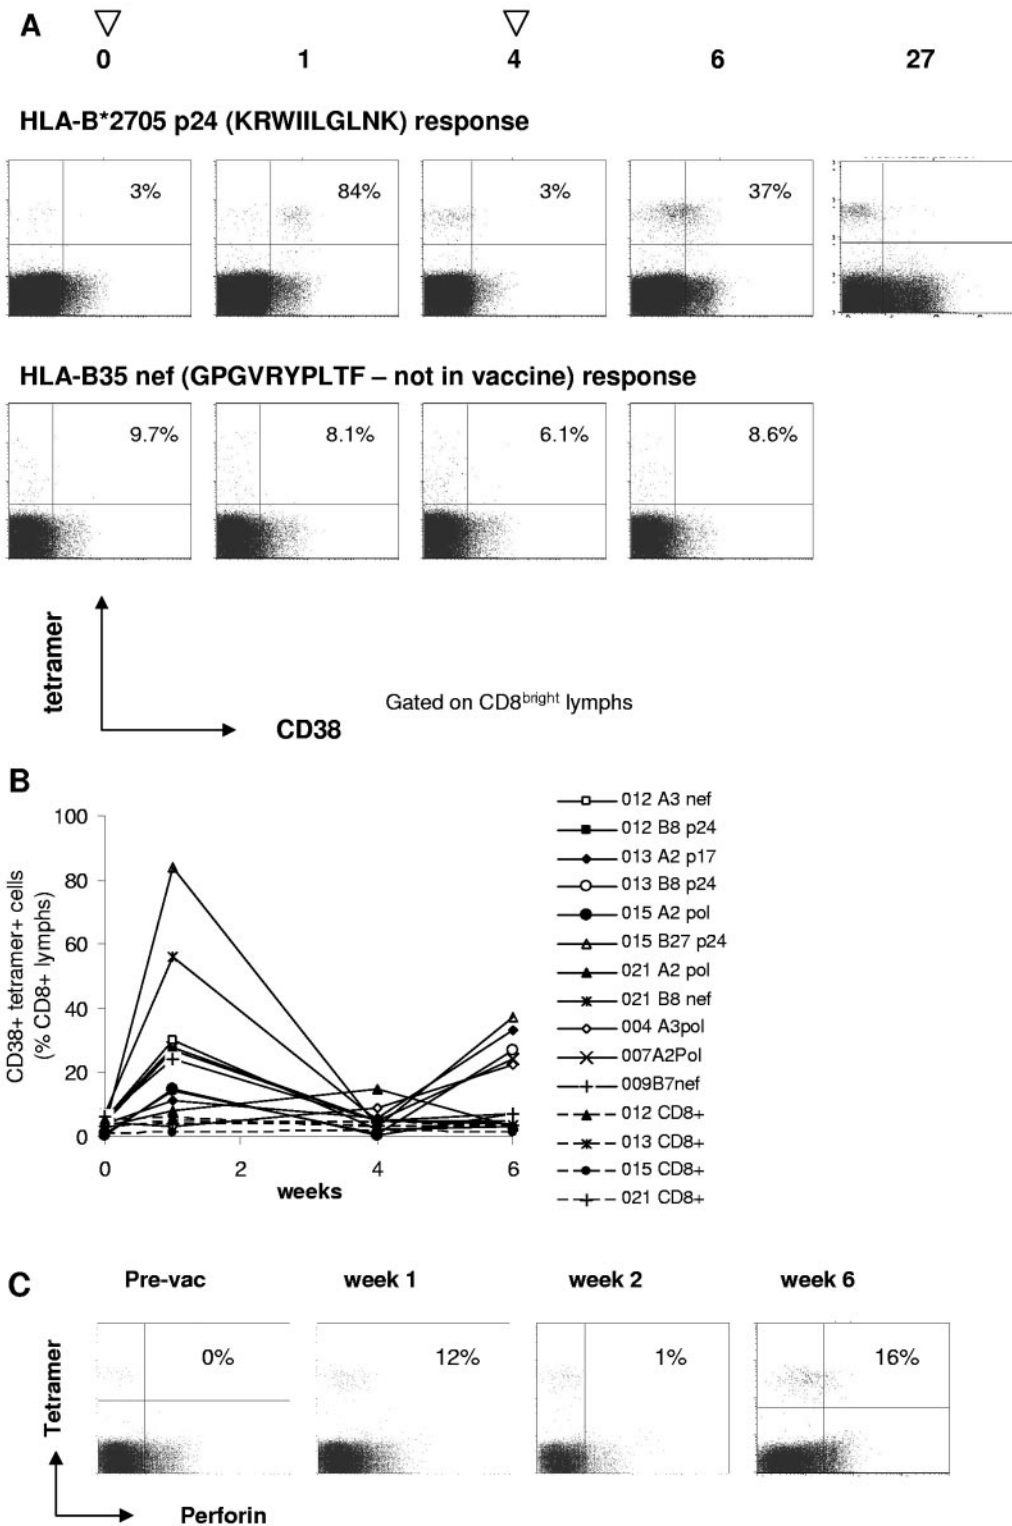 A
0 1 4 6 27
HLA-B*2705 p24 (KRWIILGLNK) response
3% 84% 3% 37%
HLA-B35 nef (GPGVRYPLTF – not in vaccine) response
9.7% 8.1% 6.1% 8.6%
tetramer
CD38
Gated on CD8bright lymphs
B
CD38+ tetramer+ cells
(% CD8+ lymphs)
100
80
60
40
20
0
0 2 4 6
weeks
012 A3 nef
012 B8 p24
013 A2 p17
013 B8 p24
015 A2 pol
015 B27 p24
021 A2 pol
021 B8 nef
004 A3pol
007A2Pol
009B7nef
012 CD8+
013 CD8+
015 CD8+
021 CD8+
C
Pre-vac week 1 week 2 week 6
0% 12% 1% 16%
Tetramer
Perforin